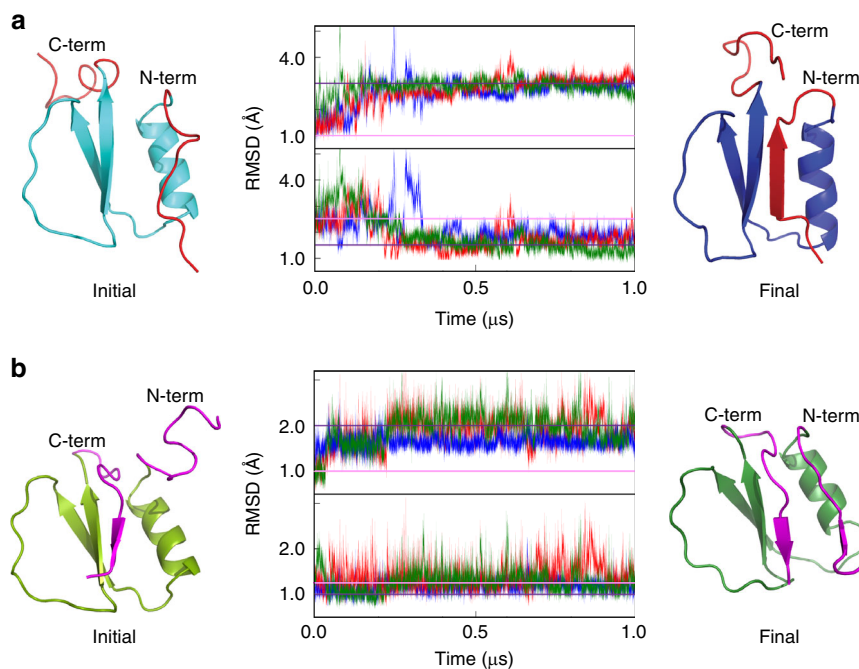 a
C-term
N-term
Initial
RMSD (Å)
4.0
1.0
4.0
1.0
0.0
0.5
1.0
Time (μs)
C-term
N-term
Final
b
N-term
C-term
Initial
RMSD (Å)
2.0
1.0
2.0
1.0
0.0
0.5
1.0
Time (μs)
C-term
N-term
Final